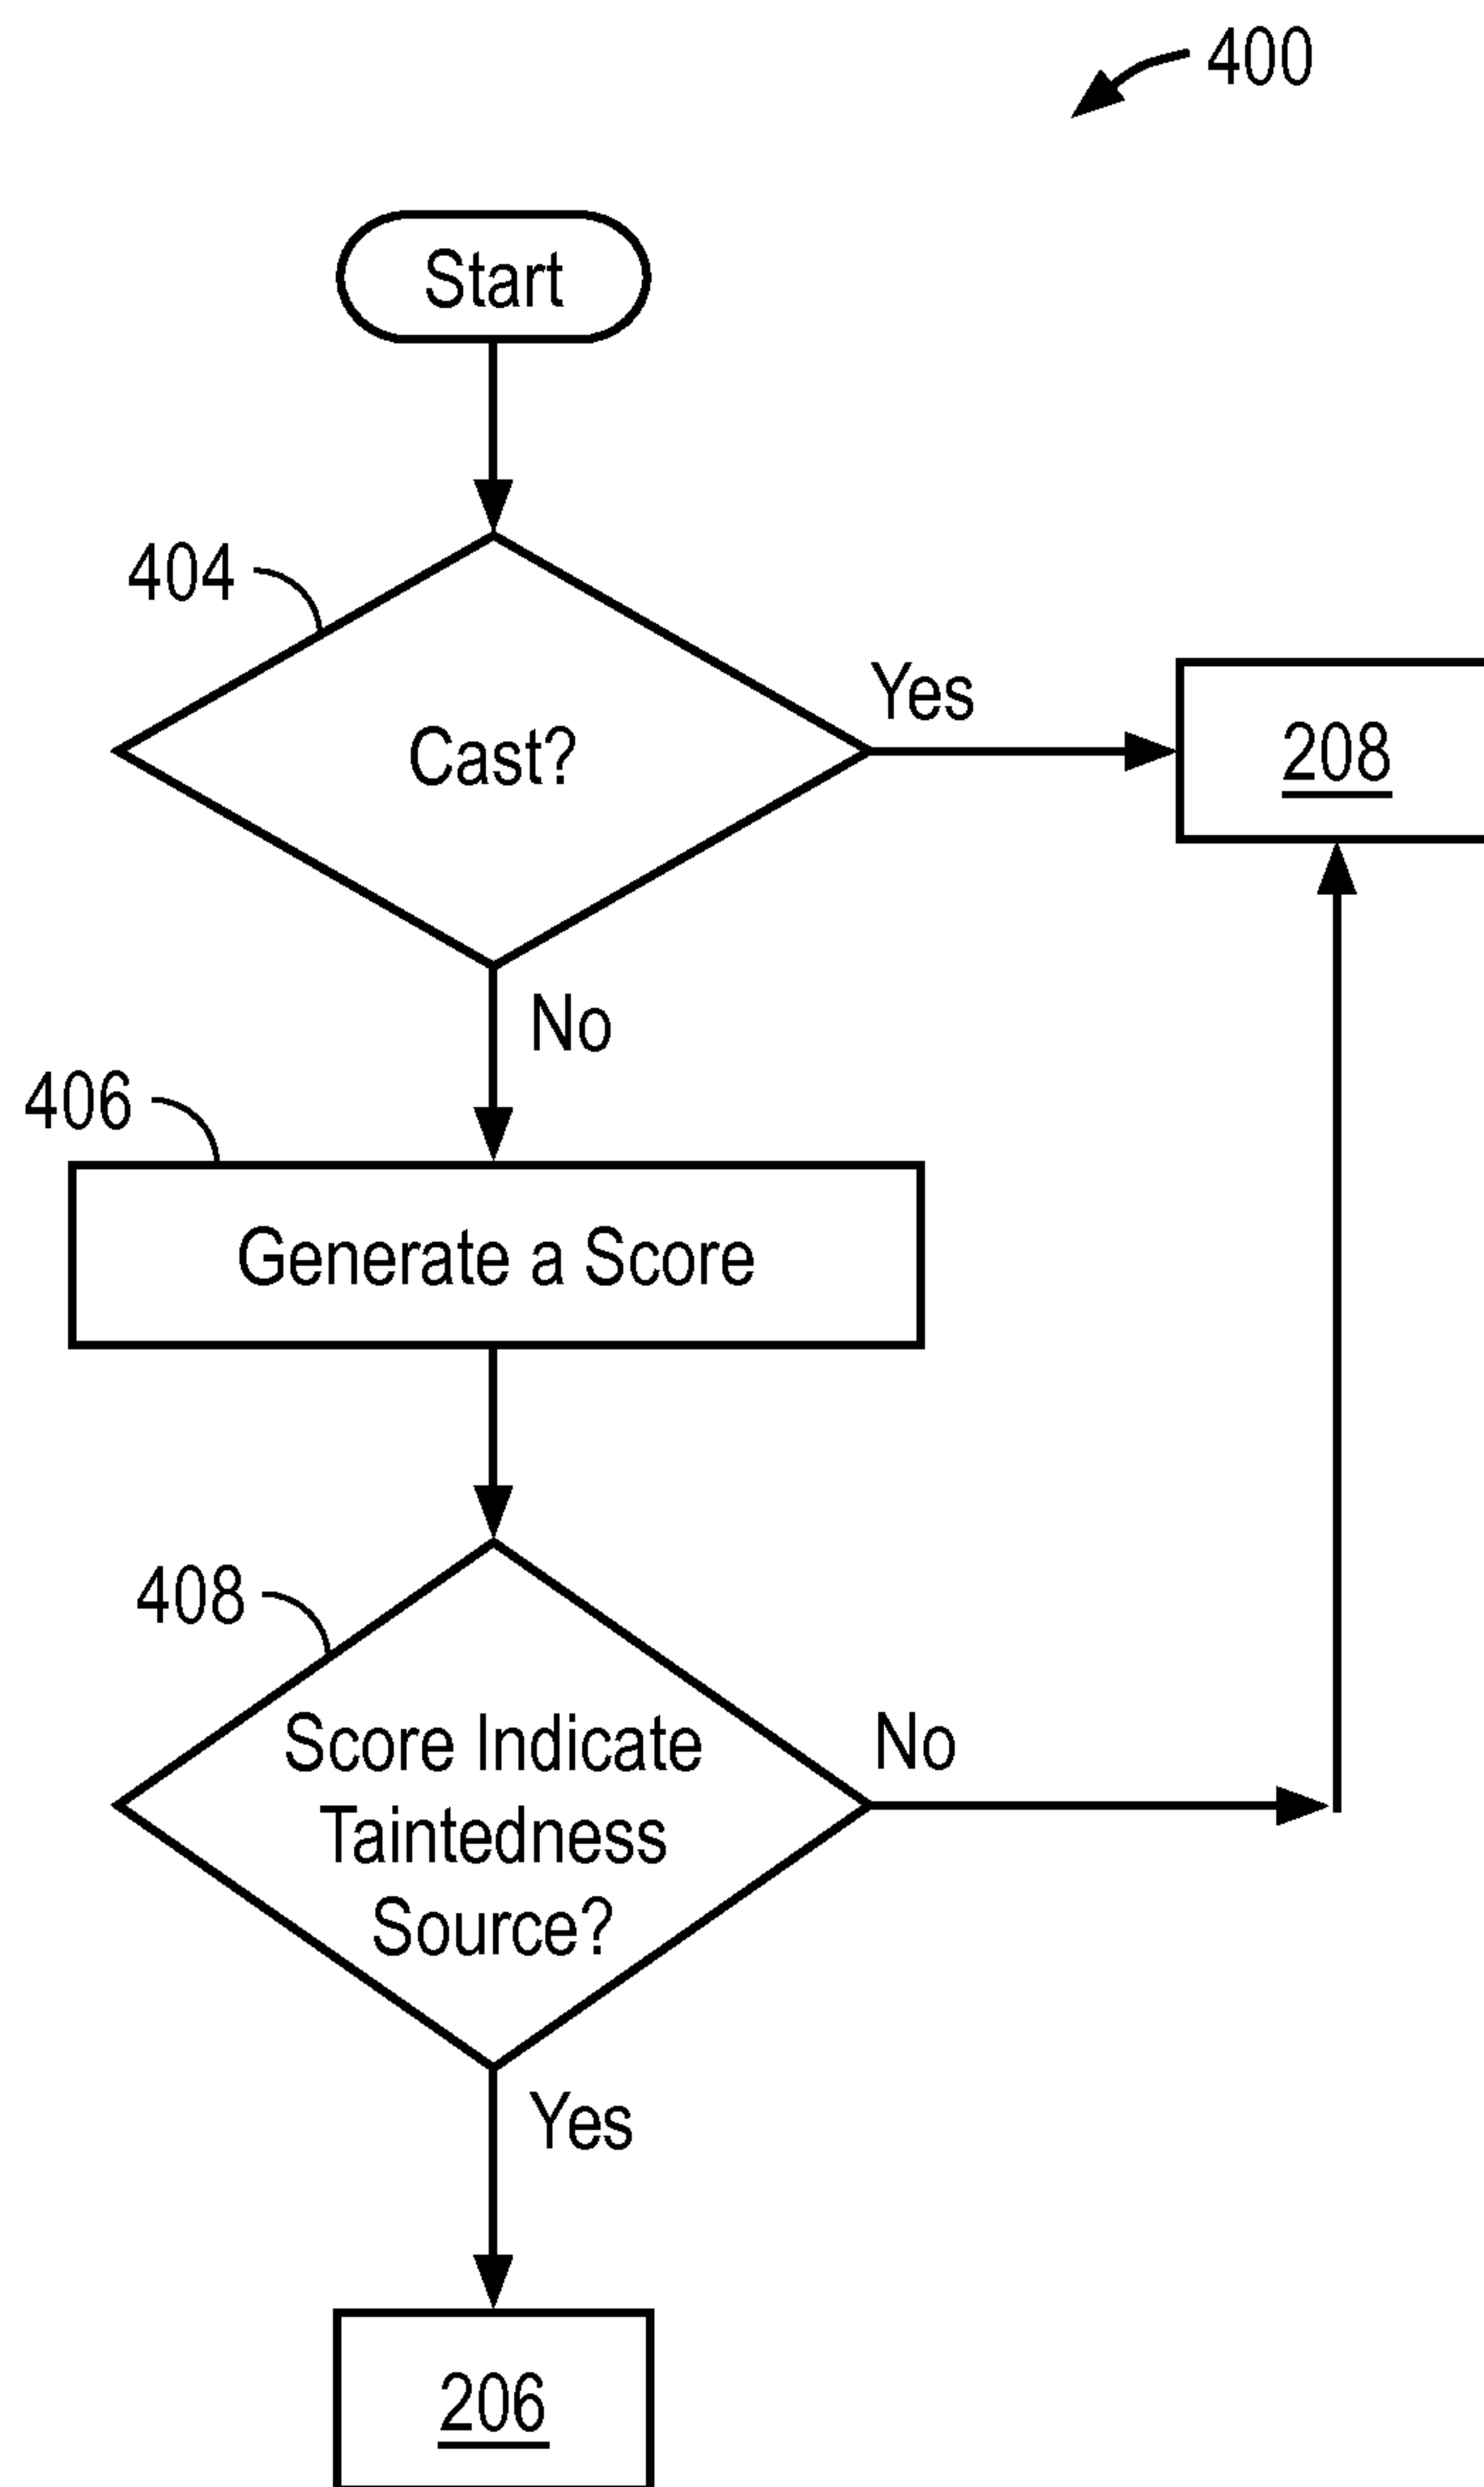 400
Start
404
Cast?
Yes
208
No
406
Generate a Score
408
Score Indicate
Taintedness
Source?
No
Yes
206